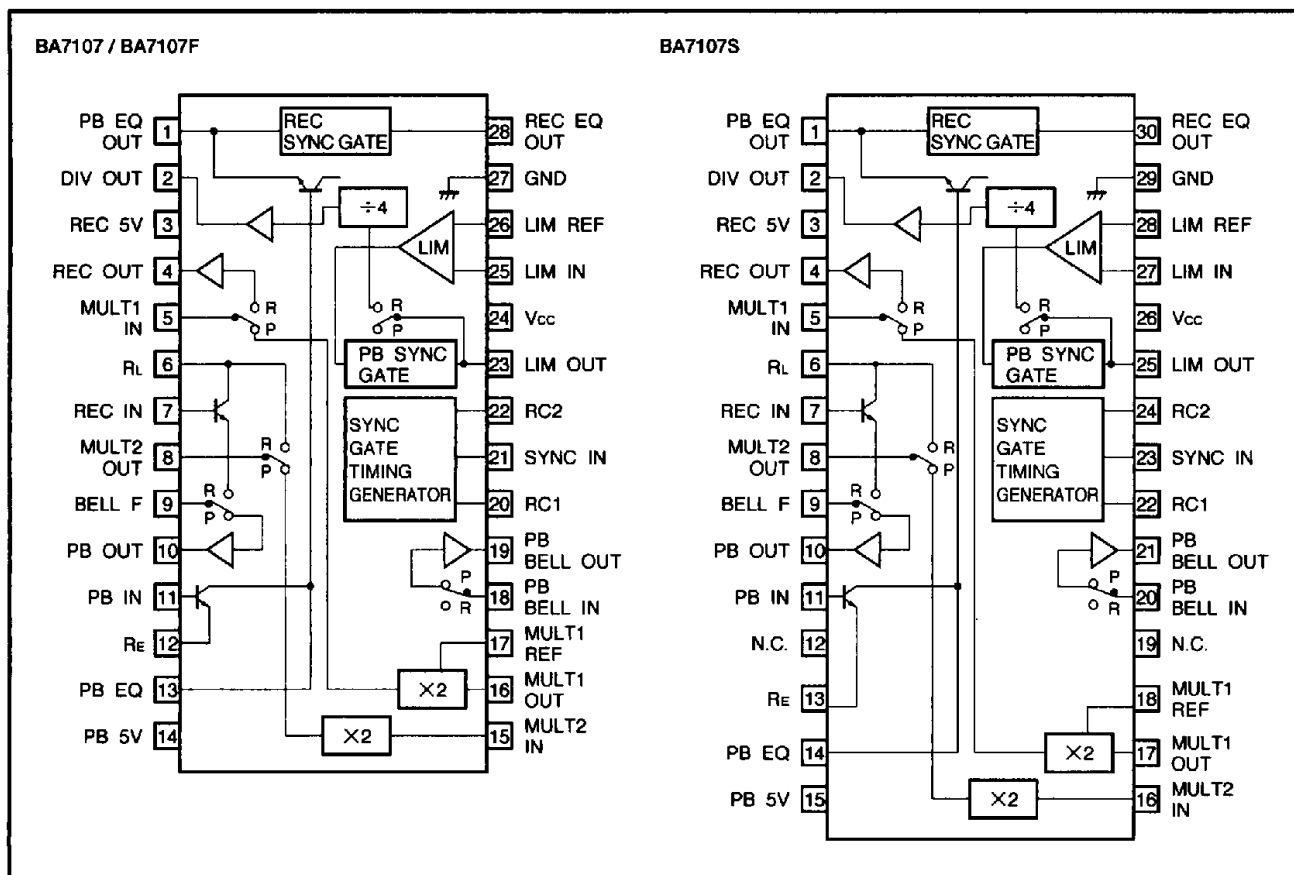 BA7107 / BA7107F
PB EQ
OUT
1
DIV OUT
2
REC 5V
3
REC OUT
4
MULT1
IN
5
RL
6
REC IN
7
MULT2
OUT
8
BELL F
9
PB OUT
10
PB IN
11
RE
12
PB EQ
13
PB 5V
14
REC
SYNC GATE
÷4
LIM
R
P
R
P
PB SYNC
GATE
R
P
SYNC
GATE
TIMING
GENERATOR
R
P
P
R
×2
×2
28
REC EQ
OUT
27
GND
26
LIM REF
25
LIM IN
24
Vcc
23
LIM OUT
22
RC2
21
SYNC IN
20
RC1
19
PB
BELL OUT
18
PB
BELL IN
17
MULT1
REF
16
MULT1
OUT
15
MULT2
IN
BA7107S
PB EQ
OUT
1
DIV OUT
2
REC 5V
3
REC OUT
4
MULT1
IN
5
RL
6
REC IN
7
MULT2
OUT
8
BELL F
9
PB OUT
10
PB IN
11
N.C.
12
RE
13
PB EQ
14
PB 5V
15
REC
SYNC GATE
÷4
LIM
R
P
R
P
PB SYNC
GATE
R
P
SYNC
GATE
TIMING
GENERATOR
R
P
P
R
×2
×2
30
REC EQ
OUT
29
GND
28
LIM REF
27
LIM IN
26
Vcc
25
LIM OUT
24
RC2
23
SYNC IN
22
RC1
21
PB
BELL OUT
20
PB
BELL IN
19
N.C.
18
MULT1
REF
17
MULT1
OUT
16
MULT2
IN